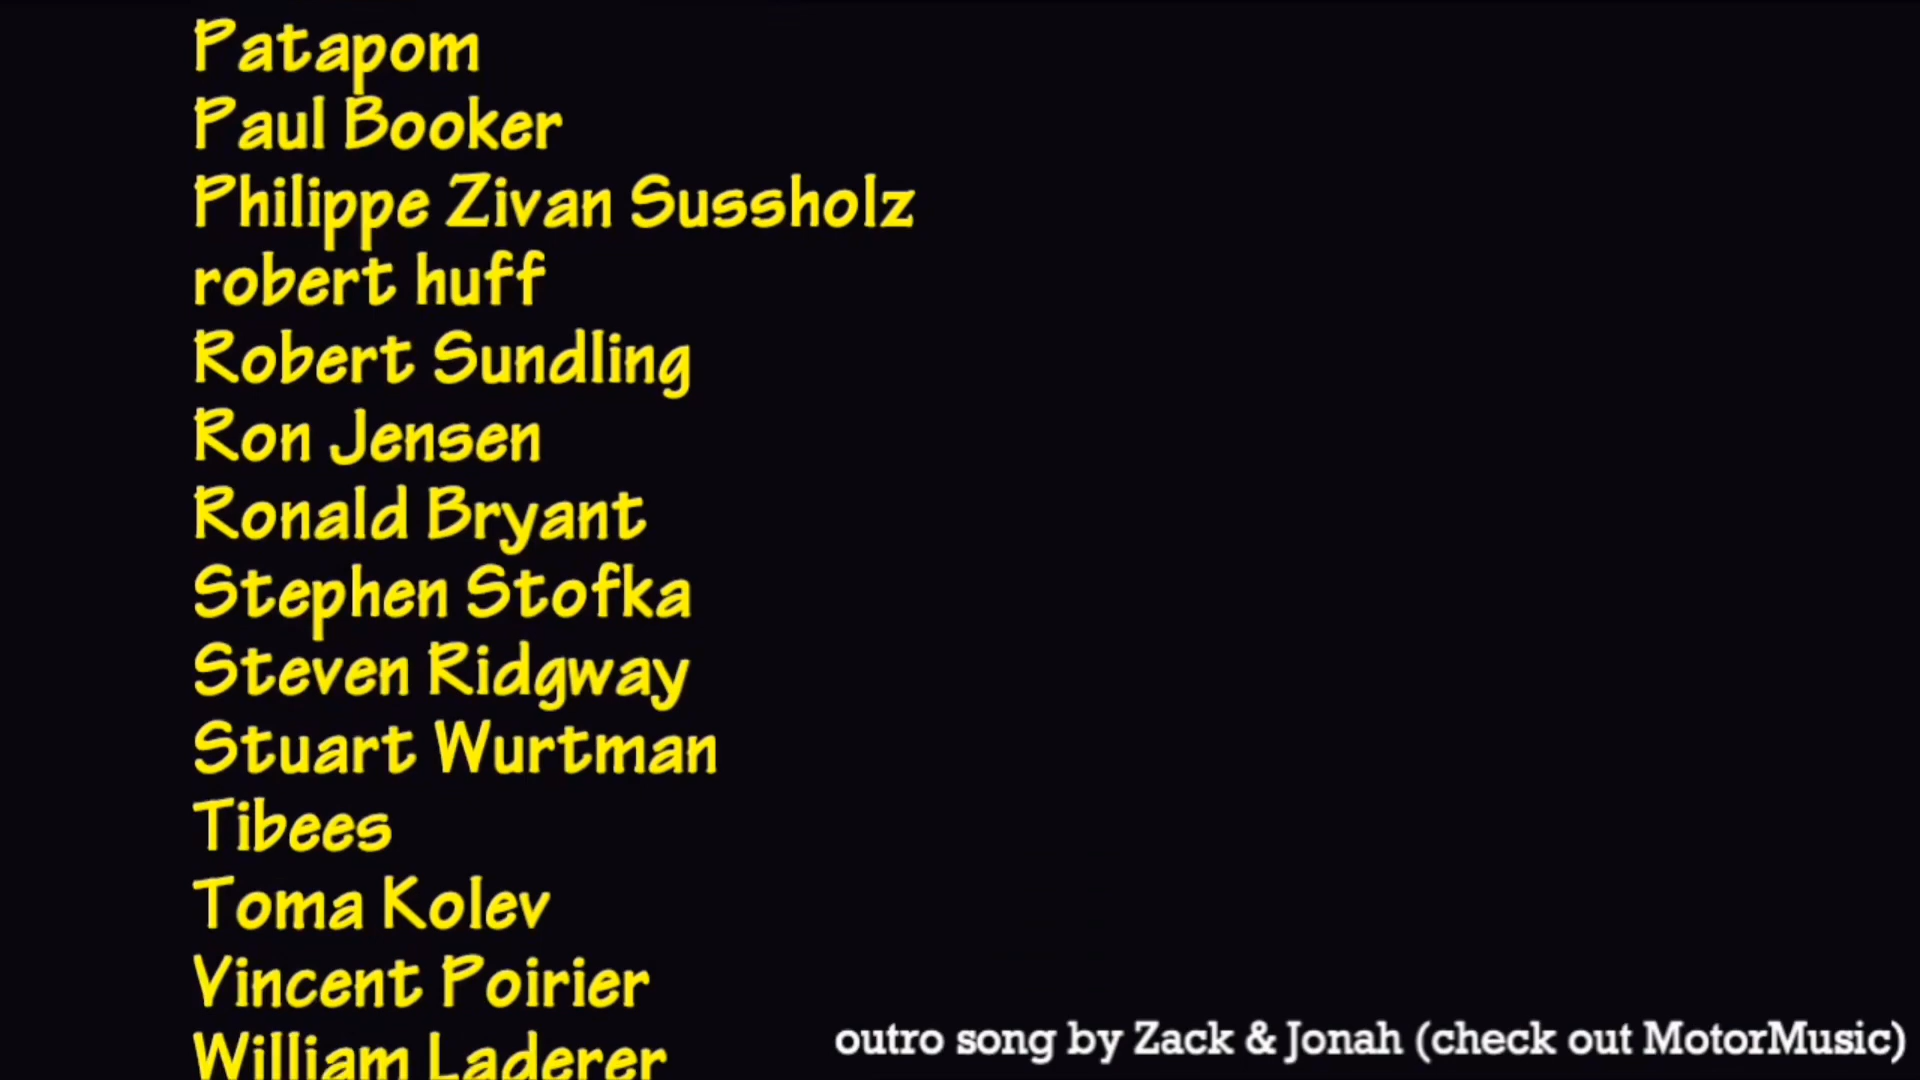 Patapom
Paul Booker
Philippe Zivan Sussholz
robert huff
Robert Sundling
Ron Jensen
Ronald Bryant
Stephen Stofka
Steven Ridgway
Stuart Wurtman
Tibees
Toma Kolev
Vincent Poirier
William Laderer
outro song by Zack & Jonah (check out MotorMusic)